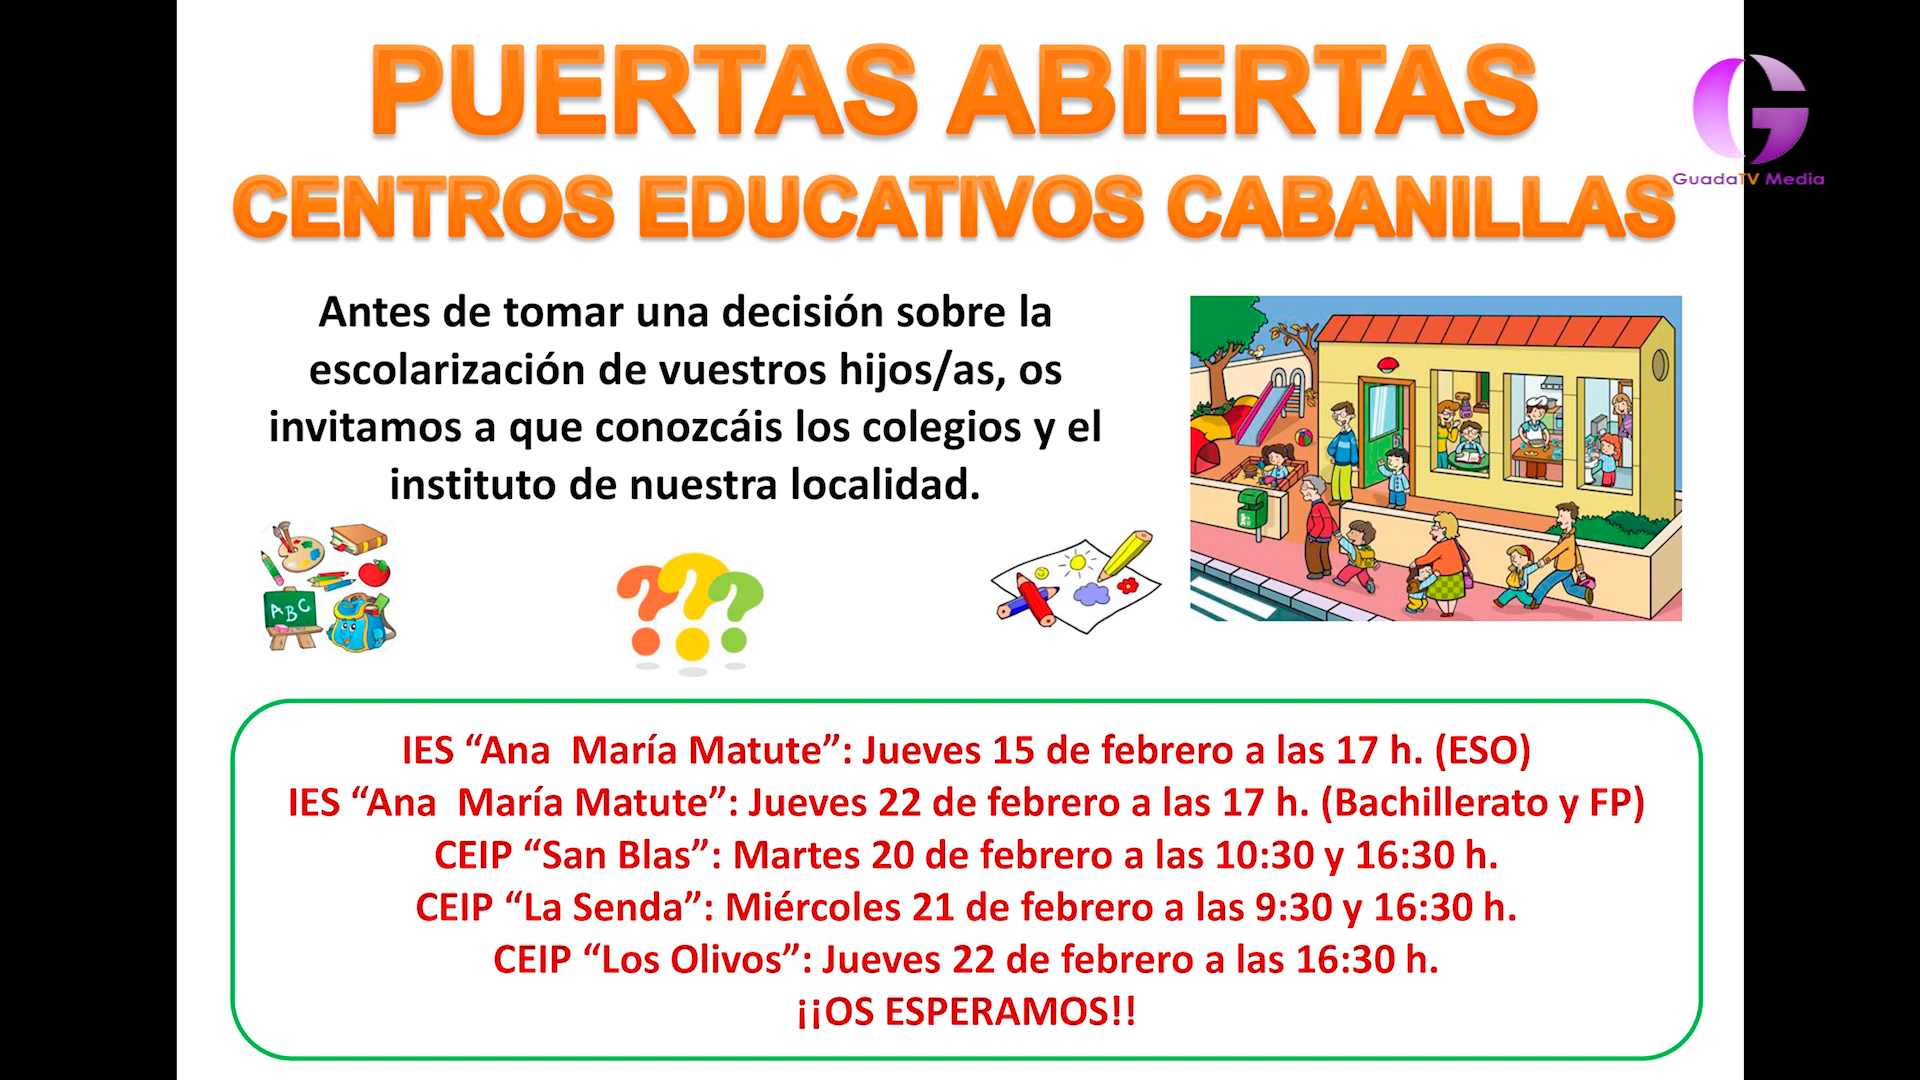 PUERTAS ABIERTAS
GuadaTV Media
CENTROS EDUCATIVOS CABANILLAS
Antes de tomar una decisión sobre la
escolarización de vuestros hijos/as, os
invitamos a que conozcáis los colegios y el
instituto de nuestra localidad.
ABC
IES “Ana  María Matute”: Jueves 15 de febrero a las 17 h. (ESO)
IES “Ana  María Matute”: Jueves 22 de febrero a las 17 h. (Bachillerato y FP)
CEIP “San Blas”: Martes 20 de febrero a las 10:30 y 16:30 h.
CEIP “La Senda”: Miércoles 21 de febrero a las 9:30 y 16:30 h.
CEIP “Los Olivos”: Jueves 22 de febrero a las 16:30 h.
¡¡OS ESPERAMOS!!